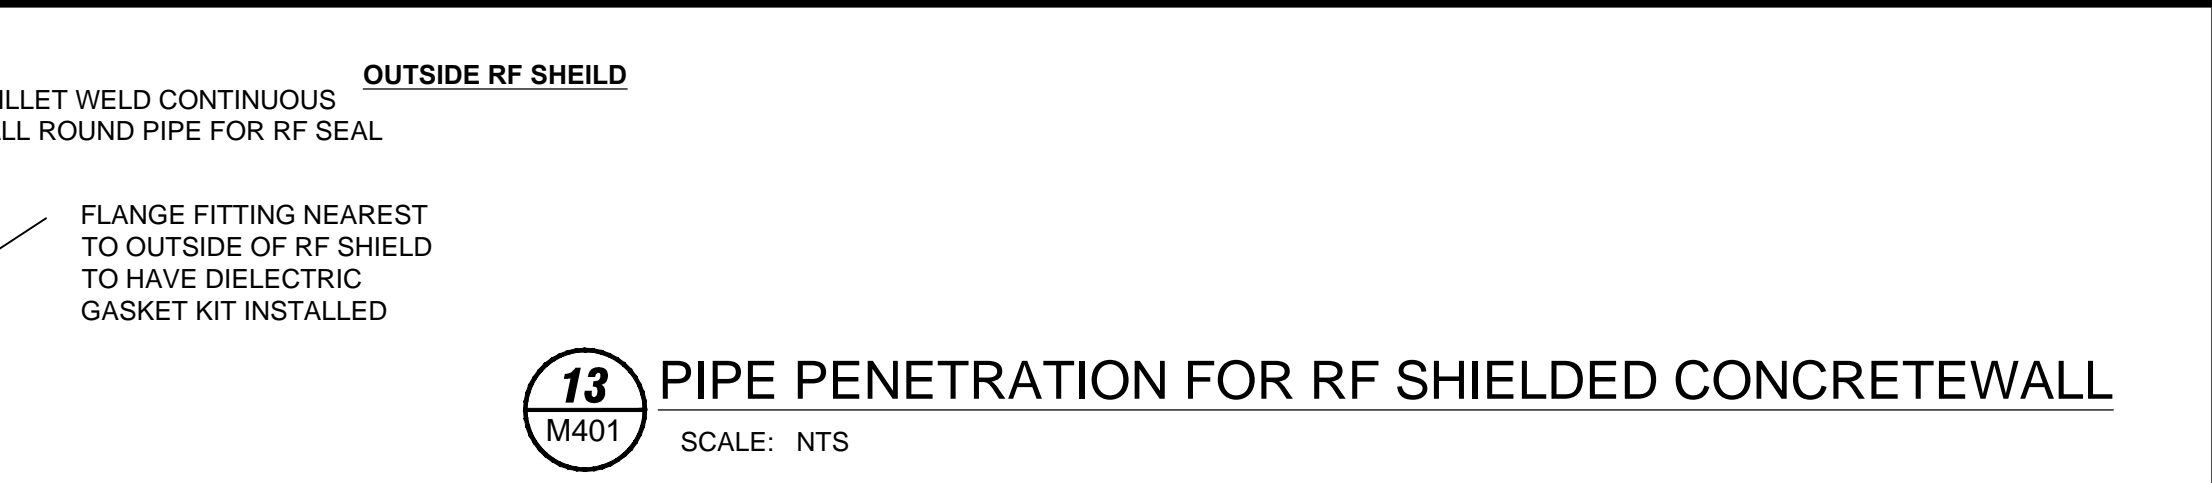 OUTSIDE RF SHEILD
ILLET WELD CONTINUOUS
LL ROUND PIPE FOR RF SEAL
FLANGE FITTING NEAREST
TO OUTSIDE OF RF SHIELD
TO HAVE DIELECTRIC
GASKET KIT INSTALLED
13
M401
PIPE PENETRATION FOR RF SHIELDED CONCRETEWALL
SCALE: NTS